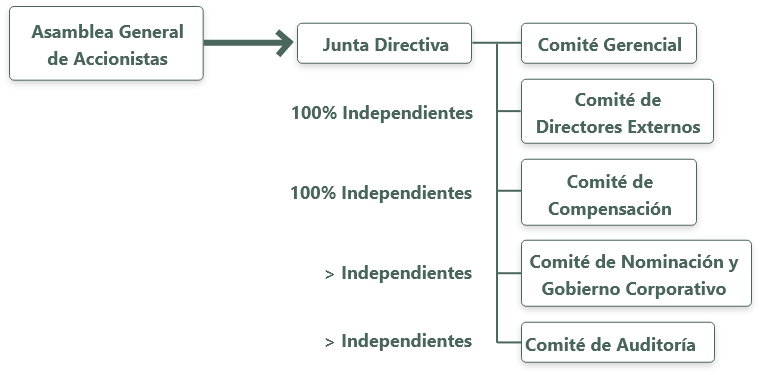 Asamblea General
de Accionistas
Junta Directiva
Comité Gerencial
100% Independientes
Comité de
Directores Externos
100% Independientes
Comité de
Compensación
> Independientes
Comité de Nominación y
Gobierno Corporativo
> Independientes
Comité de Auditoría